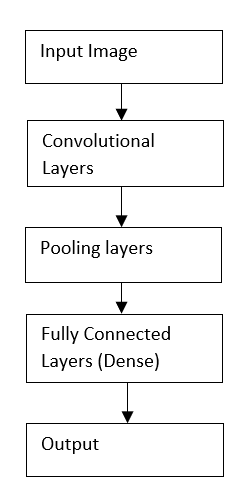 Input Image
Convolutional
Layers
Pooling layers
Fully Connected
Layers (Dense)
Output